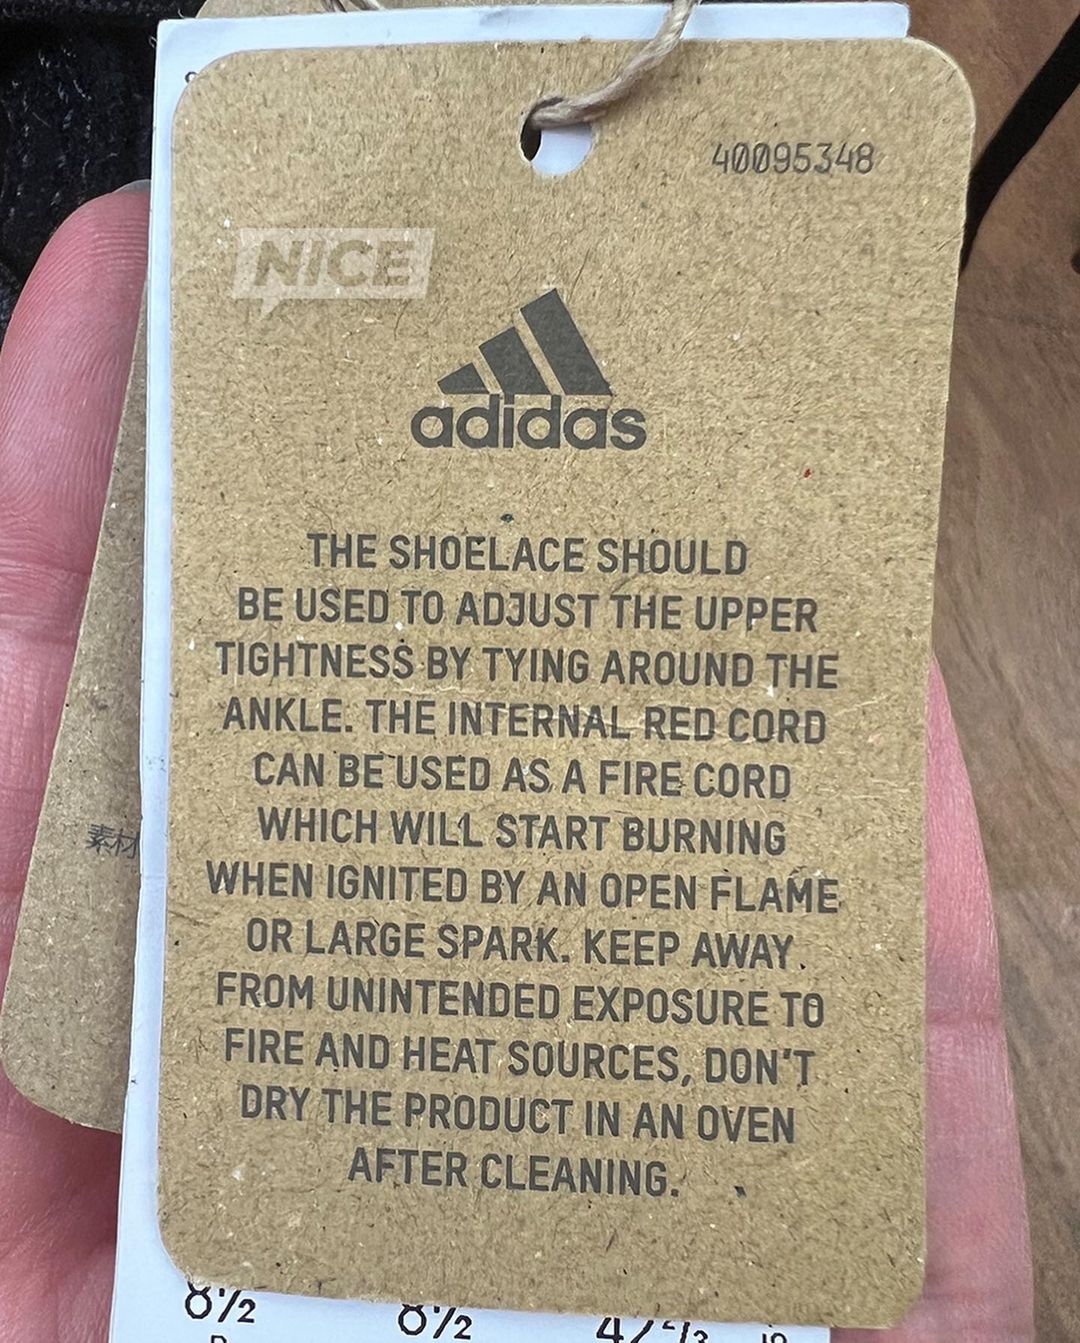 40095348
NICE
adidas
THE SHOELACE SHOULD
BE USED TO ADJUST THE UPPER
TIGHTNESS BY TYING AROUND THE
ANKLE. THE INTERNAL RED CORD
CAN BE USED AS A FIRE CORD
WHICH WILL START BURNING
WHEN IGNITED BY AN OPEN FLAME
OR LARGE SPARK. KEEP AWAY
FROM UNINTENDED EXPOSURE TO
FIRE AND HEAT SOURCES, DON'T
DRY THE PRODUCT IN AN OVEN
AFTER CLEANING.
素材
8½ 8½ 42⅔